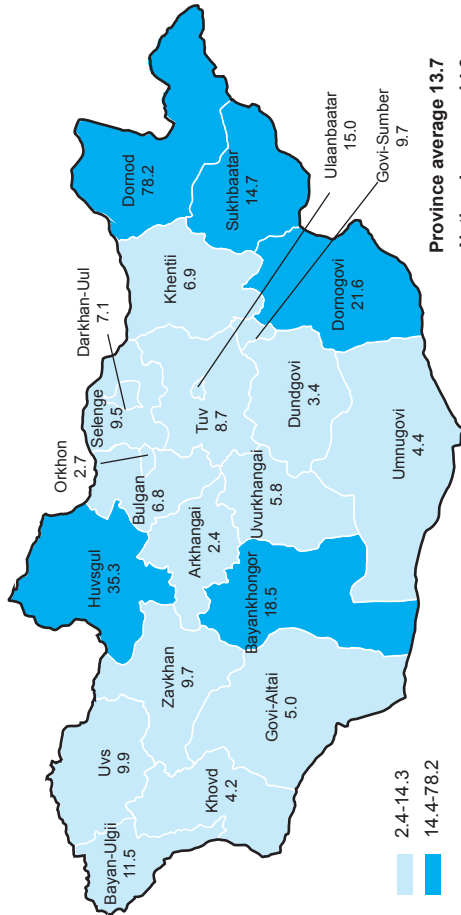 Darkhan-Uul
7.1
Orkhon
2.7
Selenge
9.5
Dornod
78.2
Huvsgul
35.3
Khentii
6.9
Bulgan
6.8
Uvs
9.9
Bayan-Ulgii
11.5
Zavkhan
9.7
Arkhangai
2.4
Tuv
8.7
Sukhbaatar
14.7
Ulaanbaatar
15.0
Govi-Sumber
9.7
Khovd
4.2
Govi-Altai
5.0
Bayankhongor
18.5
Uvurkhangai
5.8
Dundgovi
3.4
Dornogovi
21.6
Umnugovi
4.4
2.4-14.3
14.4-78.2
Province average 13.7